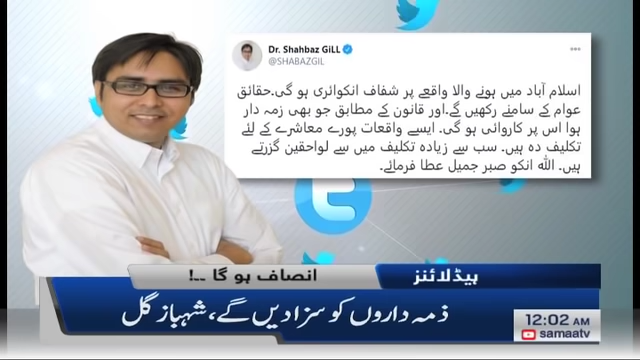 Dr. Shahbaz GiLL
@SHABAZGIL
اسلام آباد میں ہونے والا واقعے پر شفاف انکوائری ہو گی.حقائق
عوام کے سامنے رکھیں گے.اور قانون کے مطابق جو بھی زمہ دار
ہوا اس پر کاروائی ہو گی. ایسے واقعات پورے معاشرے کے لئے
تکلیف دہ ہیں. سب سے زیادہ تکلیف میں سے لواحقین گزرتے
ہیں. اللہ انکو صبر جمیل عطا فرمائے.
ہیڈلائنز
انصاف ہو گا ..!
ذمہ داروں کو سزا دیں گے، شہباز گل
12:02 AM
samaatv